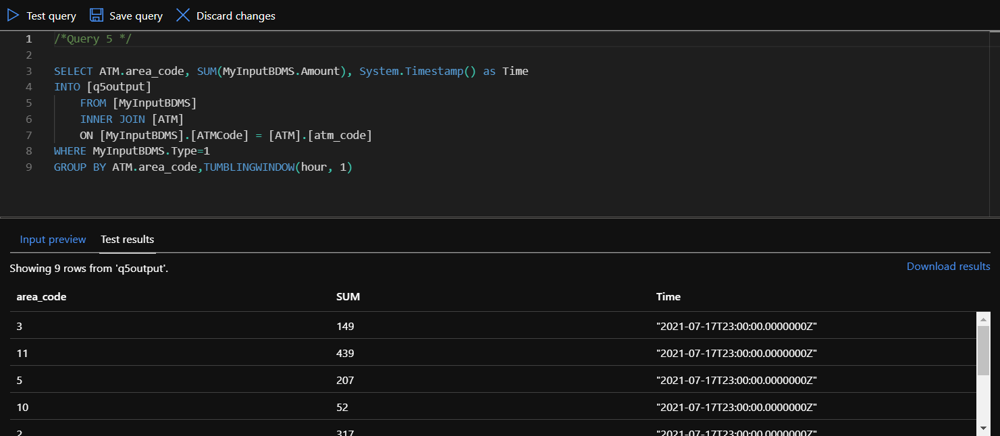 Test query Save query Discard changes
1 /*Query 5 */
2
3 SELECT ATM.area_code, SUM(MyInputBDMS.Amount), System.Timestamp() as Time
4 INTO [q5output]
5 FROM [MyInputBDMS]
6 INNER JOIN [ATM]
7 ON [MyInputBDMS].[ATMCode] = [ATM].[atm_code]
8 WHERE MyInputBDMS.Type=1
9 GROUP BY ATM.area_code,TUMBLINGWINDOW(hour, 1)
Input preview Test results
Showing 9 rows from 'q5output'. Download results
area_code SUM Time
3 149 "2021-07-17T23:00:00.0000000Z"
11 439 "2021-07-17T23:00:00.0000000Z"
5 207 "2021-07-17T23:00:00.0000000Z"
10 52 "2021-07-17T23:00:00.0000000Z"
2 317 "2021-07-17T23:00:00.0000000Z"